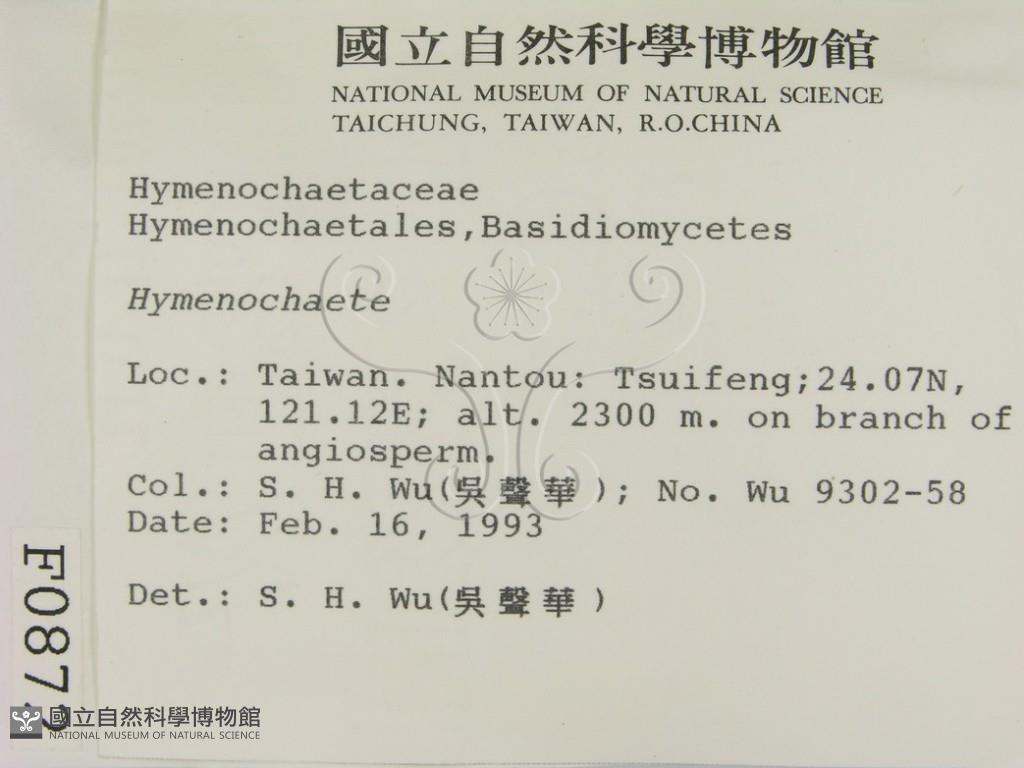 國立自然科學博物館
NATIONAL MUSEUM OF NATURAL SCIENCE
TAICHUNG, TAIWAN, R.O.CHINA
Hymenochaetaceae
Hymenochaetales,Basidiomycetes
Hymenochaete
Loc.: Taiwan. Nantou: Tsuifeng;24.07N,
121.12E; alt. 2300 m. on branch of
angiosperm.
Col.: S. H. Wu(吳聲華); No. Wu 9302-58
Date: Feb. 16, 1993
Det.: S. H. Wu(吳聲華)
國立自然科學博物館
NATIONAL MUSEUM OF NATURAL SCIENCE